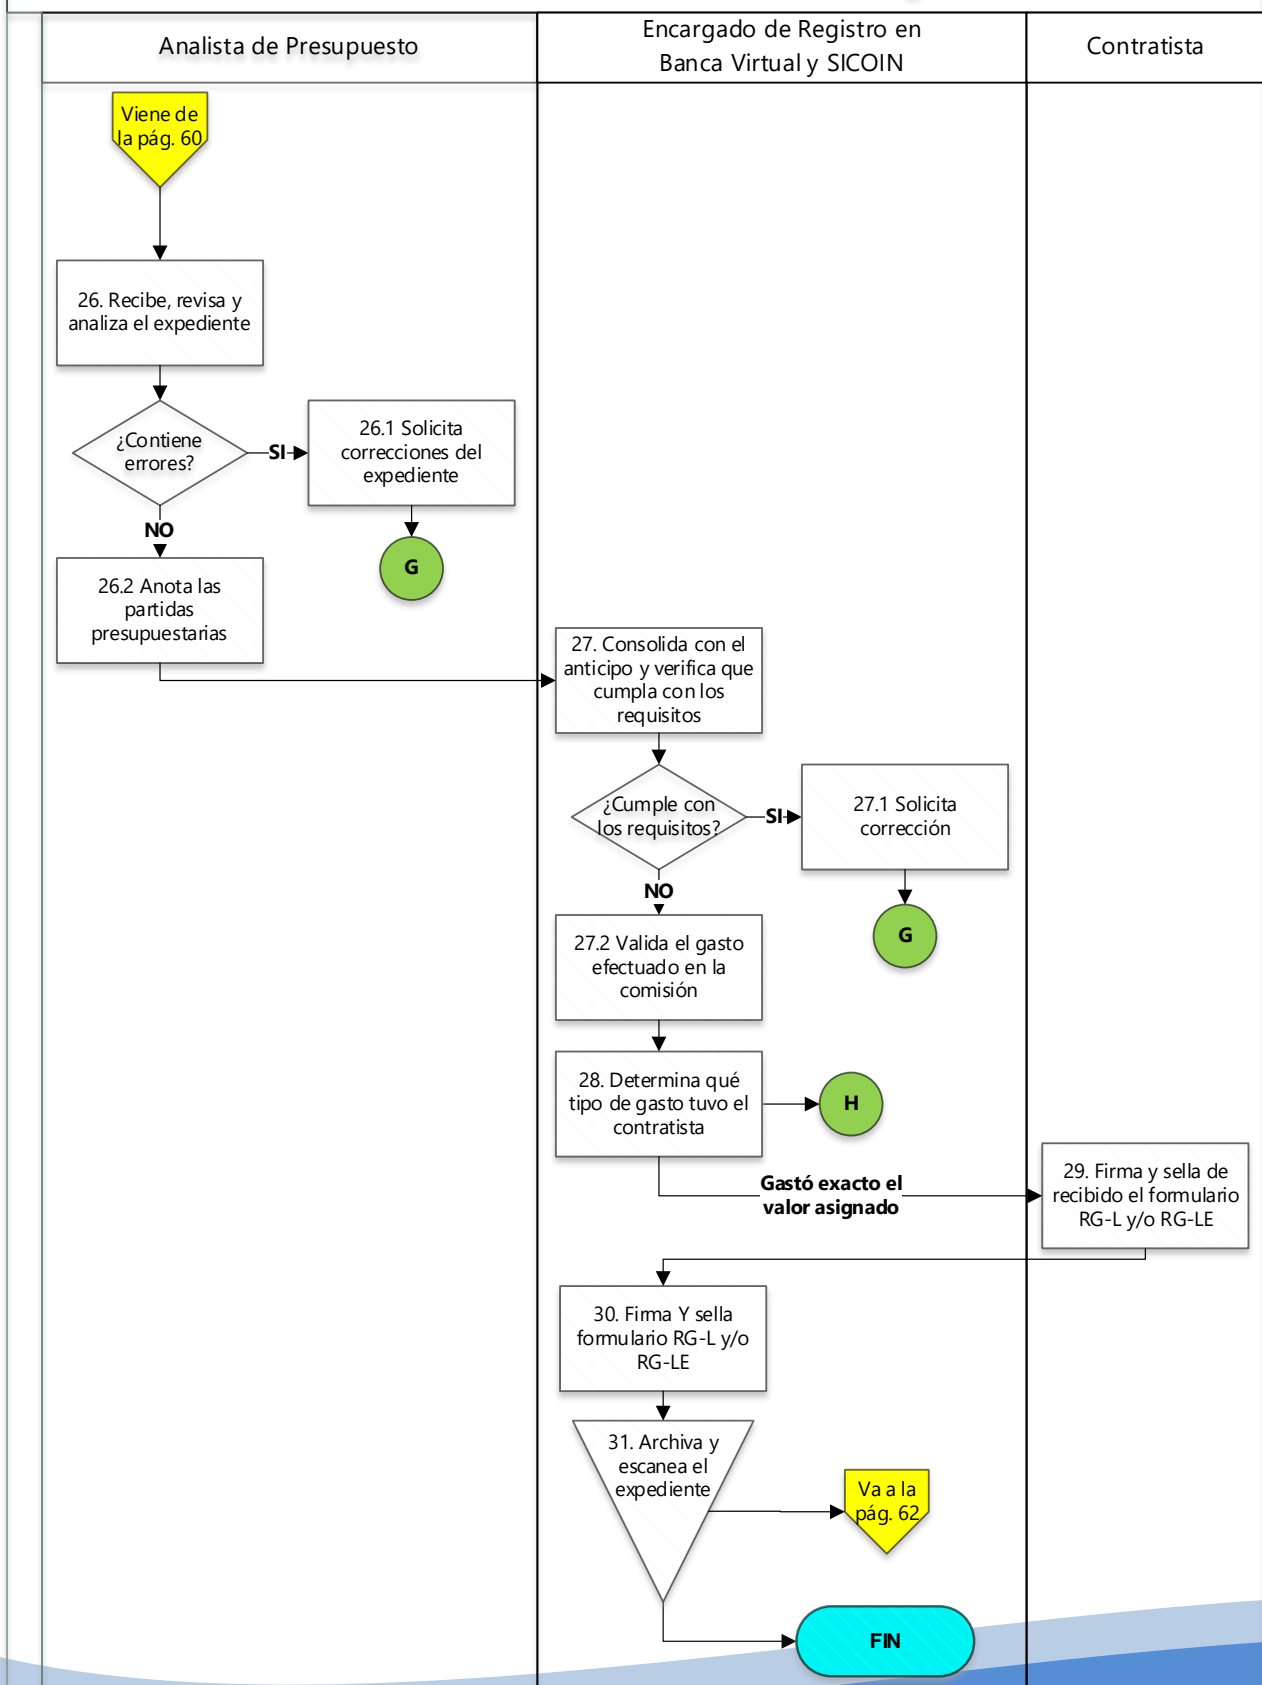 Analista de Presupuesto
Encargado de Registro en
Banca Virtual y SICOIN
Contratista
Viene de
la pág. 60
26. Recibe, revisa y
analiza el expediente
¿Contiene
errores?
SI
26.1 Solicita
correcciones del
expediente
NO
G
26.2 Anota las
partidas
presupuestarias
27. Consolida con el
anticipo y verifica que
cumpla con los
requisitos
¿Cumple con
los requisitos?
SI
27.1 Solicita
corrección
NO
G
27.2 Valida el gasto
efectuado en la
comisión
28. Determina qué
tipo de gasto tuvo el
contratista
H
Gastó exacto el
valor asignado
29. Firma y sella de
recibido el formulario
RG-L y/o RG-LE
30. Firma Y sella
formulario RG-L y/o
RG-LE
31. Archiva y
escanea el
expediente
Va a la
pág. 62
FIN